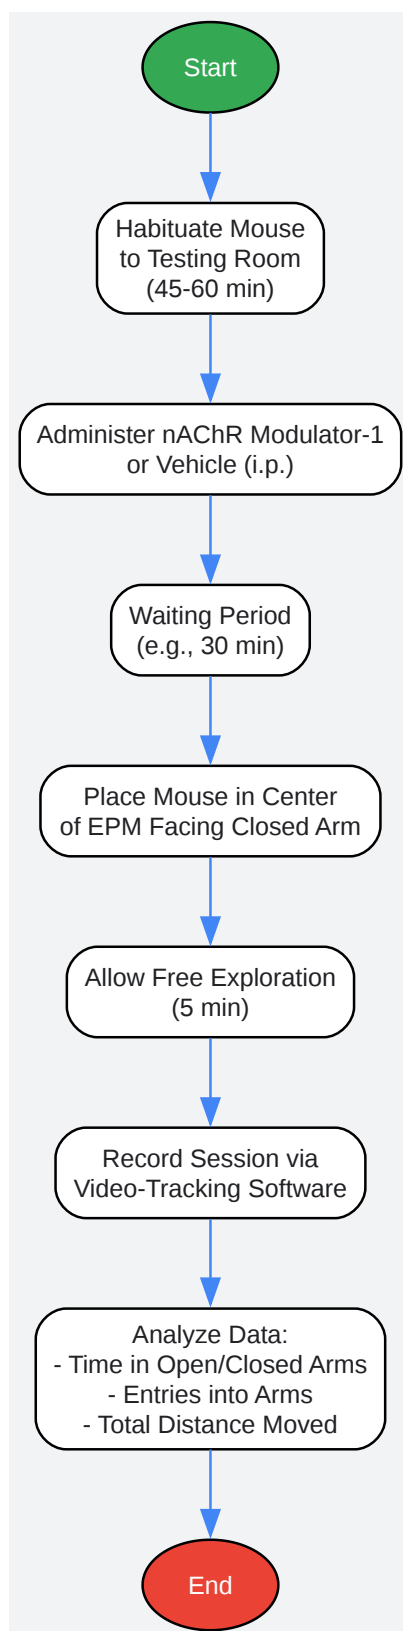 Start
Habituate Mouse
to Testing Room
(45-60 min)
Administer nAChR Modulator-1
or Vehicle (i.p.)
Waiting Period
(e.g., 30 min)
Place Mouse in Center
of EPM Facing Closed Arm
Allow Free Exploration
(5 min)
Record Session via
Video-Tracking Software
Analyze Data:
- Time in Open/Closed Arms
- Entries into Arms
- Total Distance Moved
End